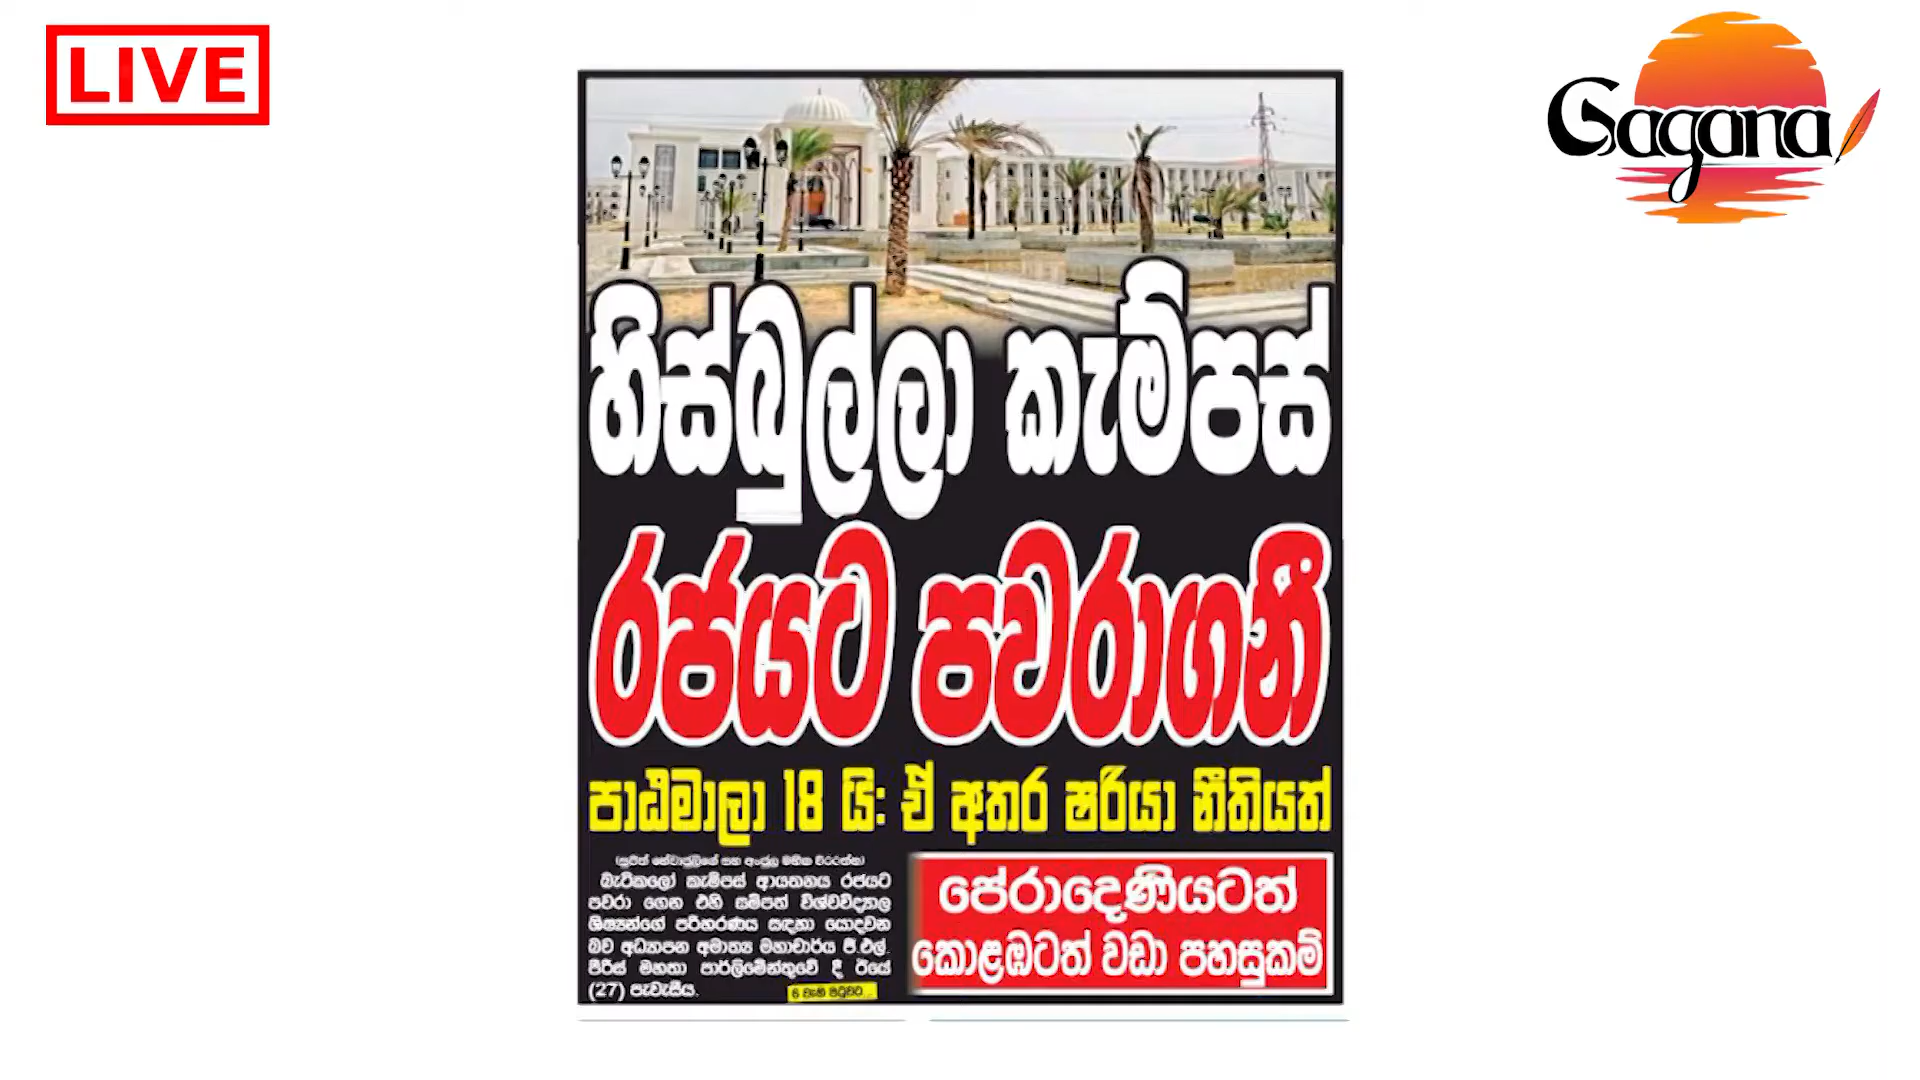 LIVE
Gagana
හිස්බුල්ලා කැම්පස්
රජයට පවරාගනී
පාඨමාලා 18 යි: ඒ අතර ෂරියා නීතියත්
බැටිකලෝ කැම්පස් ආයතනය රජයට
පවරා ගෙන එහි සම්පත් විශ්වවිද්‍යාල
ශිෂ්‍යන්ගේ පරිහරණය සඳහා යොදවන
බව අධ්‍යාපන අමාත්‍ය මහාචාර්ය ජී.එල්.
පීරිස් මහතා පාර්ලිමේන්තුවේ දී ඊයේ
(27) පැවැසීය.
6 වැනි පිටුවට...
පේරාදෙණියටත්
කොළඹටත් වඩා පහසුකම්